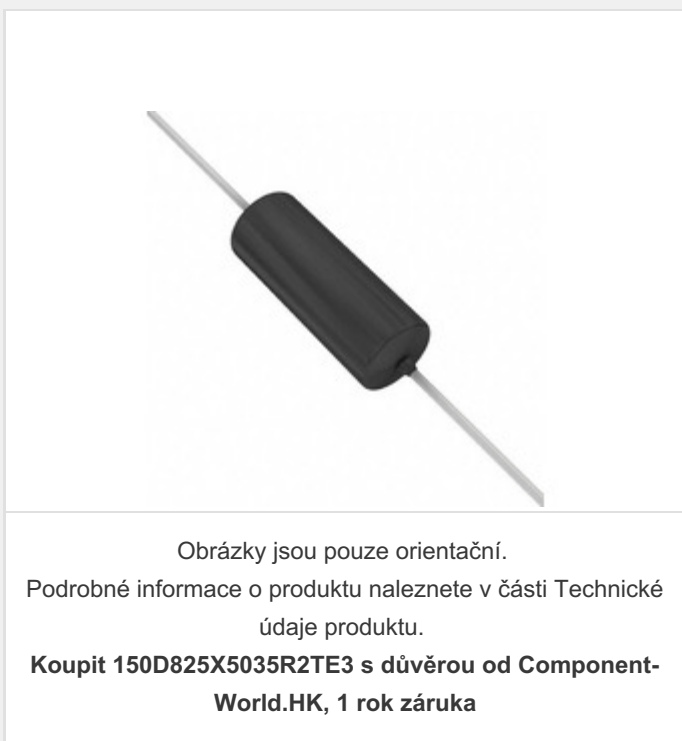 Obrázky jsou pouze orientační.
Podrobné informace o produktu naleznete v části Technické
údaje produktu.
Koupit 150D825X5035R2TE3 s důvěrou od Component-
World.HK, 1 rok záruka